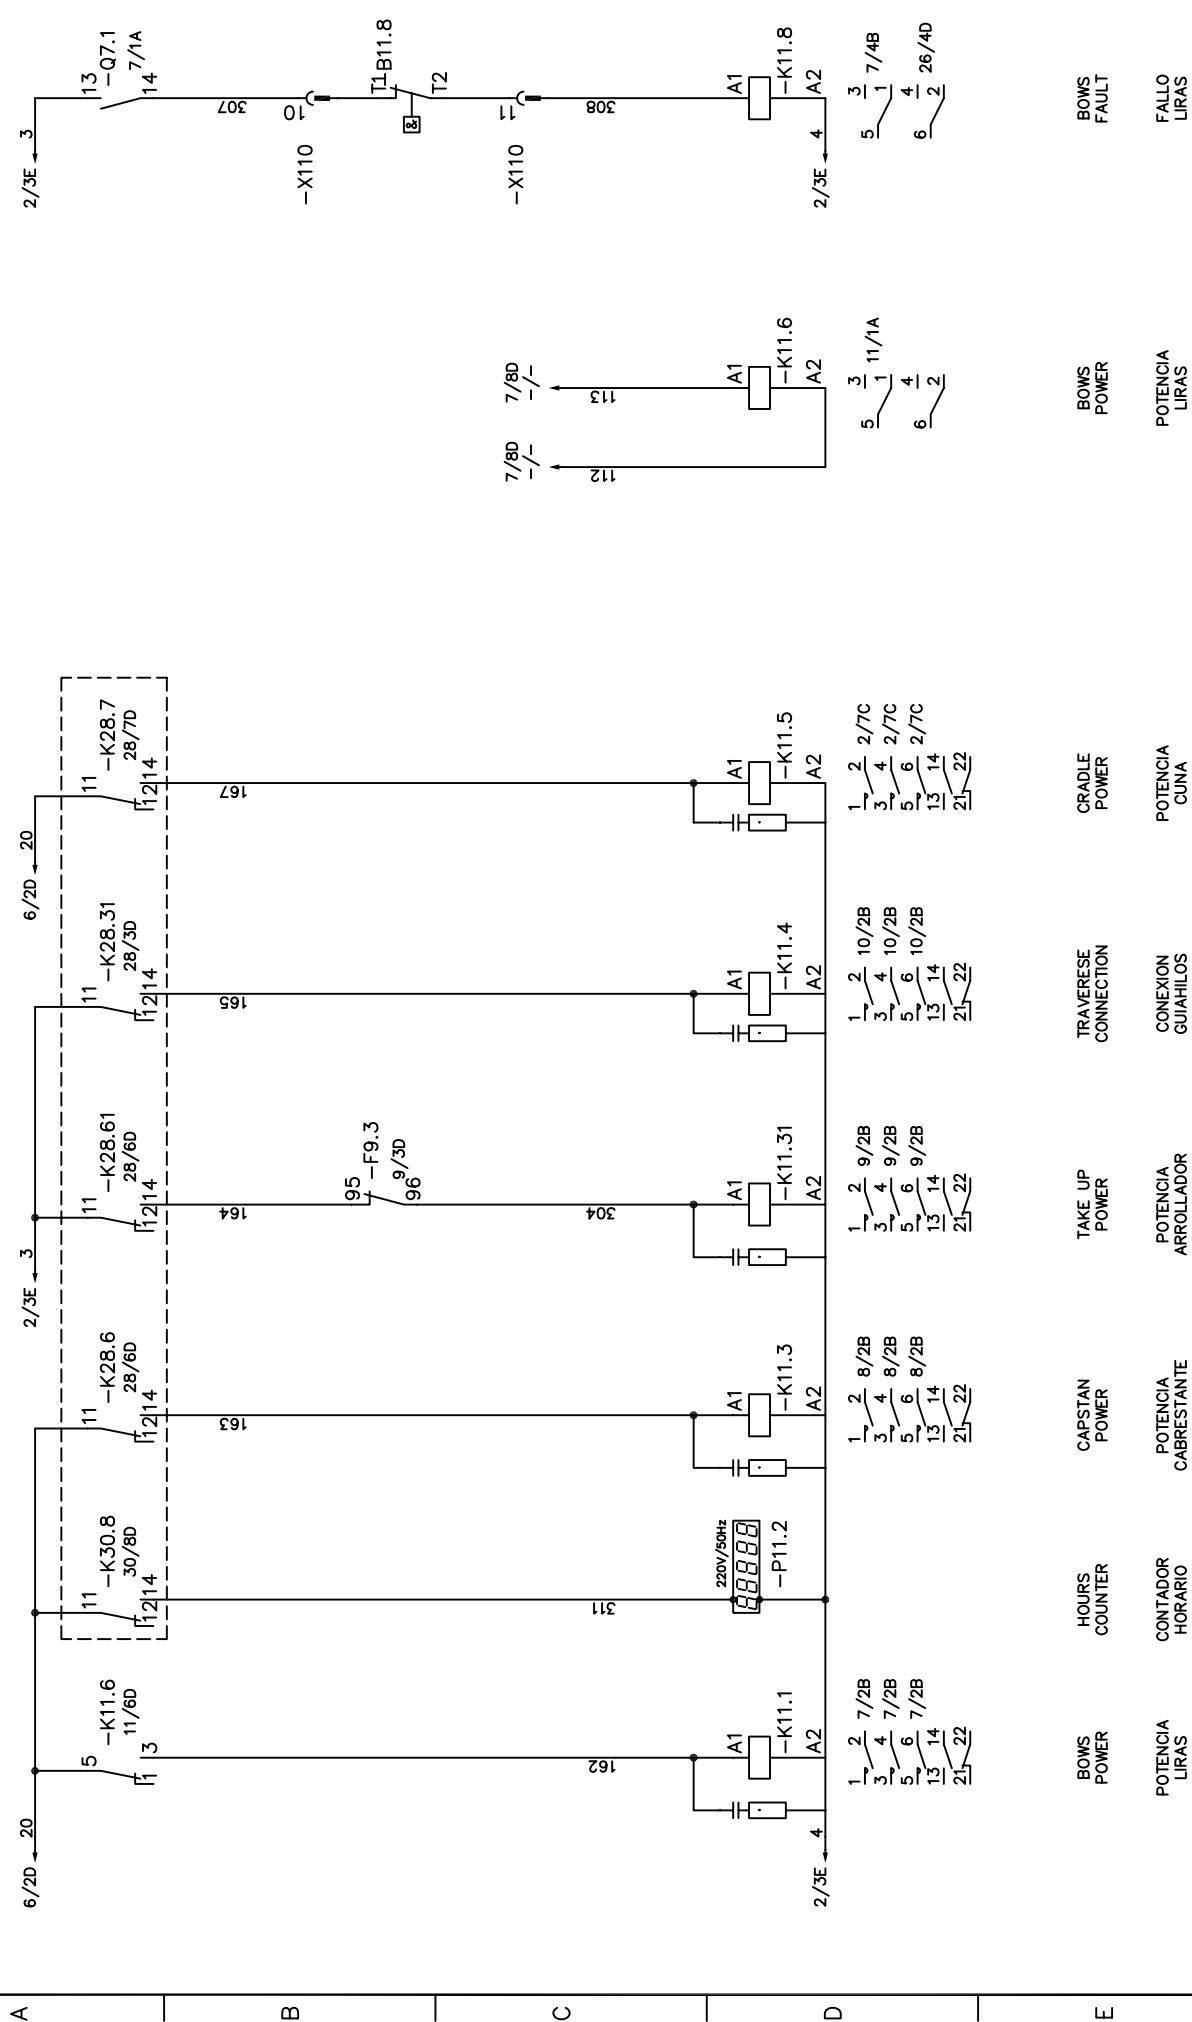 A
B
C
D
E
6/2D
20
5
-K11.6
11/6D
1
3
162
A1
-K11.1
A2
2/3E
4
1
2
7/2B
3
4
7/2B
5
6
7/2B
13
14
21
22
BOWS
POWER
POTENCIA
LIRAS
11
-K30.8
30/8D
12
14
311
220V/50Hz
88888
-P11.2
HOURS
COUNTER
CONTADOR
HORARIO
11
-K28.6
28/6D
12
14
163
A1
-K11.3
A2
1
2
8/2B
3
4
8/2B
5
6
8/2B
13
14
21
22
CAPSTAN
POWER
POTENCIA
CABRESTANTE
2/3E
3
11
-K28.61
28/6D
12
14
164
95
-F9.3
9/3D
96
304
A1
-K11.31
A2
1
2
9/2B
3
4
9/2B
5
6
9/2B
13
14
21
22
TAKE UP
POWER
POTENCIA
ARROLLADOR
11
-K28.31
28/3D
12
14
165
A1
-K11.4
A2
1
2
10/2B
3
4
10/2B
5
6
10/2B
13
14
21
22
TRAVERESE
CONNECTION
CONEXION
GUIAHILOS
6/2D
20
11
-K28.7
28/7D
12
14
167
A1
-K11.5
A2
1
2
2/7C
3
4
2/7C
5
6
2/7C
13
14
21
22
CRADLE
POWER
POTENCIA
CUNA
7/8D
-/-
112
7/8D
-/-
113
A1
-K11.6
A2
5
3
1
11/1A
6
4
2
BOWS
POWER
POTENCIA
LIRAS
2/3E
3
13
-Q7.1
7/1A
14
307
10
-X110
T1
B11.8
&
T2
11
-X110
308
A1
-K11.8
A2
2/3E
4
5
3
1
7/4B
6
4
2
26/4D
BOWS
FAULT
FALLO
LIRAS